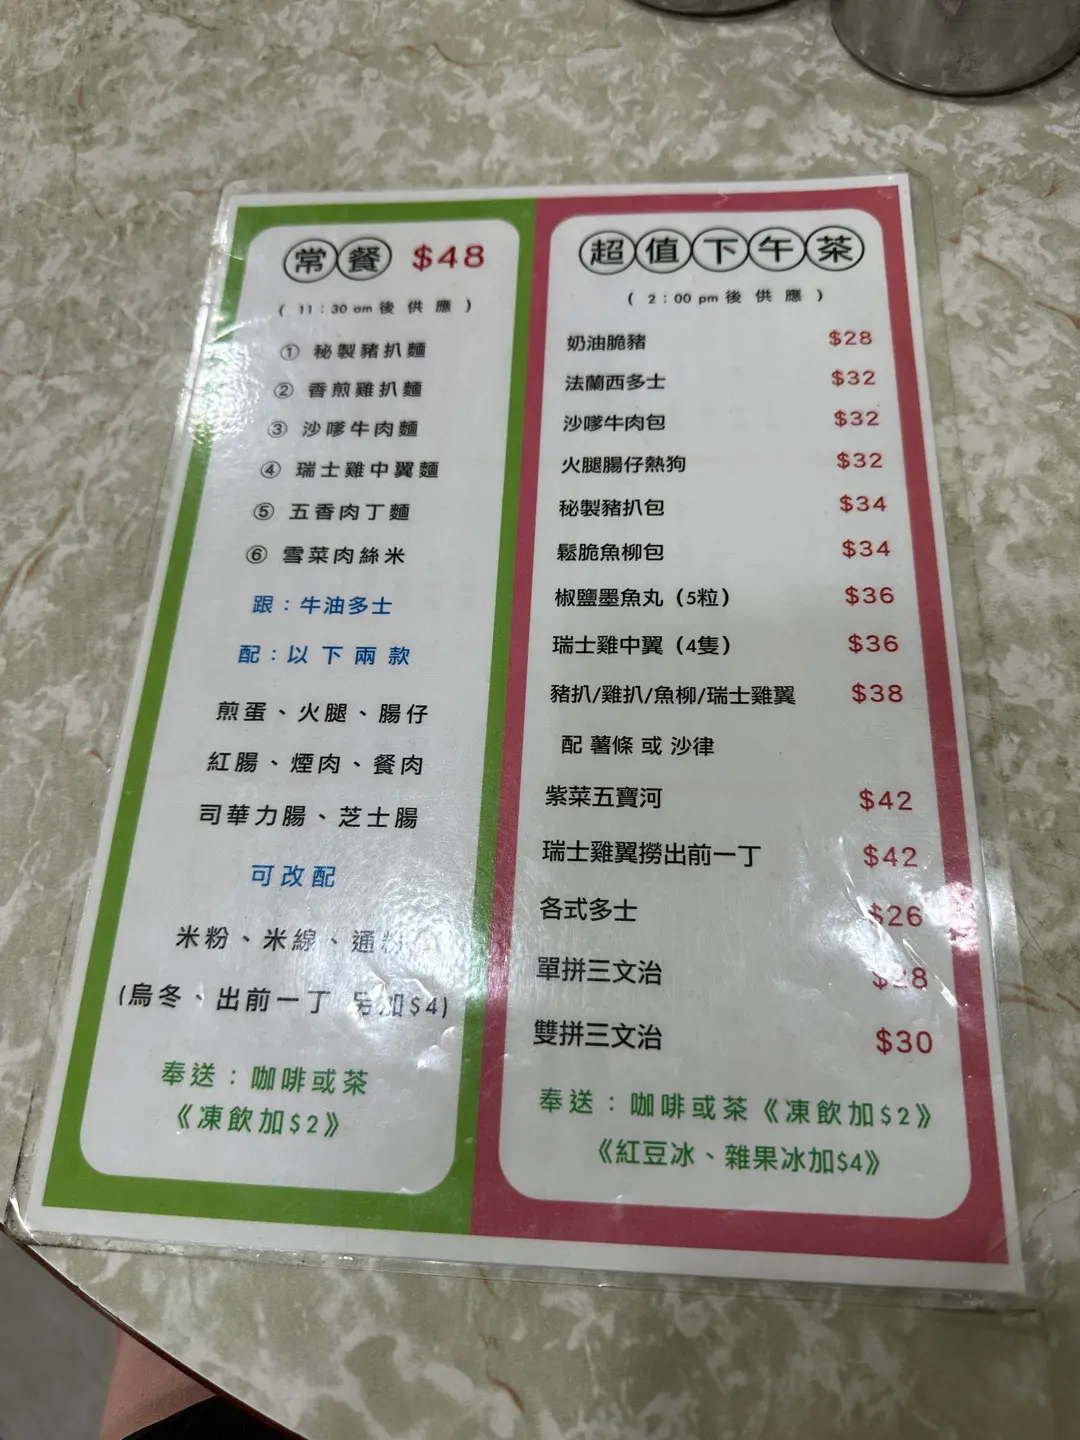 常餐 $48
( 11:30 am 後供應 )
① 秘製豬扒麵
② 香煎雞扒麵
③ 沙嗲牛肉麵
④ 瑞士雞中翼麵
⑤ 五香肉丁麵
⑥ 雪菜肉絲米
跟：牛油多士
配：以下兩款
煎蛋、火腿、腸仔
紅腸、煙肉、餐肉
司華力腸、芝士腸
可改配
米粉、米線、通粉
(烏冬、出前一丁 另加$4)
奉送：咖啡或茶
《凍飲加$2》
超值下午茶
( 2:00 pm 後供應 )
奶油脆豬 $28
法蘭西多士 $32
沙嗲牛肉包 $32
火腿腸仔熱狗 $32
秘製豬扒包 $34
鬆脆魚柳包 $34
椒鹽墨魚丸（5粒） $36
瑞士雞中翼（4隻） $36
豬扒/雞扒/魚柳/瑞士雞翼 $38
配 薯條 或 沙律
紫菜五寶河 $42
瑞士雞翼撈出前一丁 $42
各式多士 $26
單拼三文治 $28
雙拼三文治 $30
奉送：咖啡或茶《凍飲加$2》
《紅豆冰、雜果冰加$4》